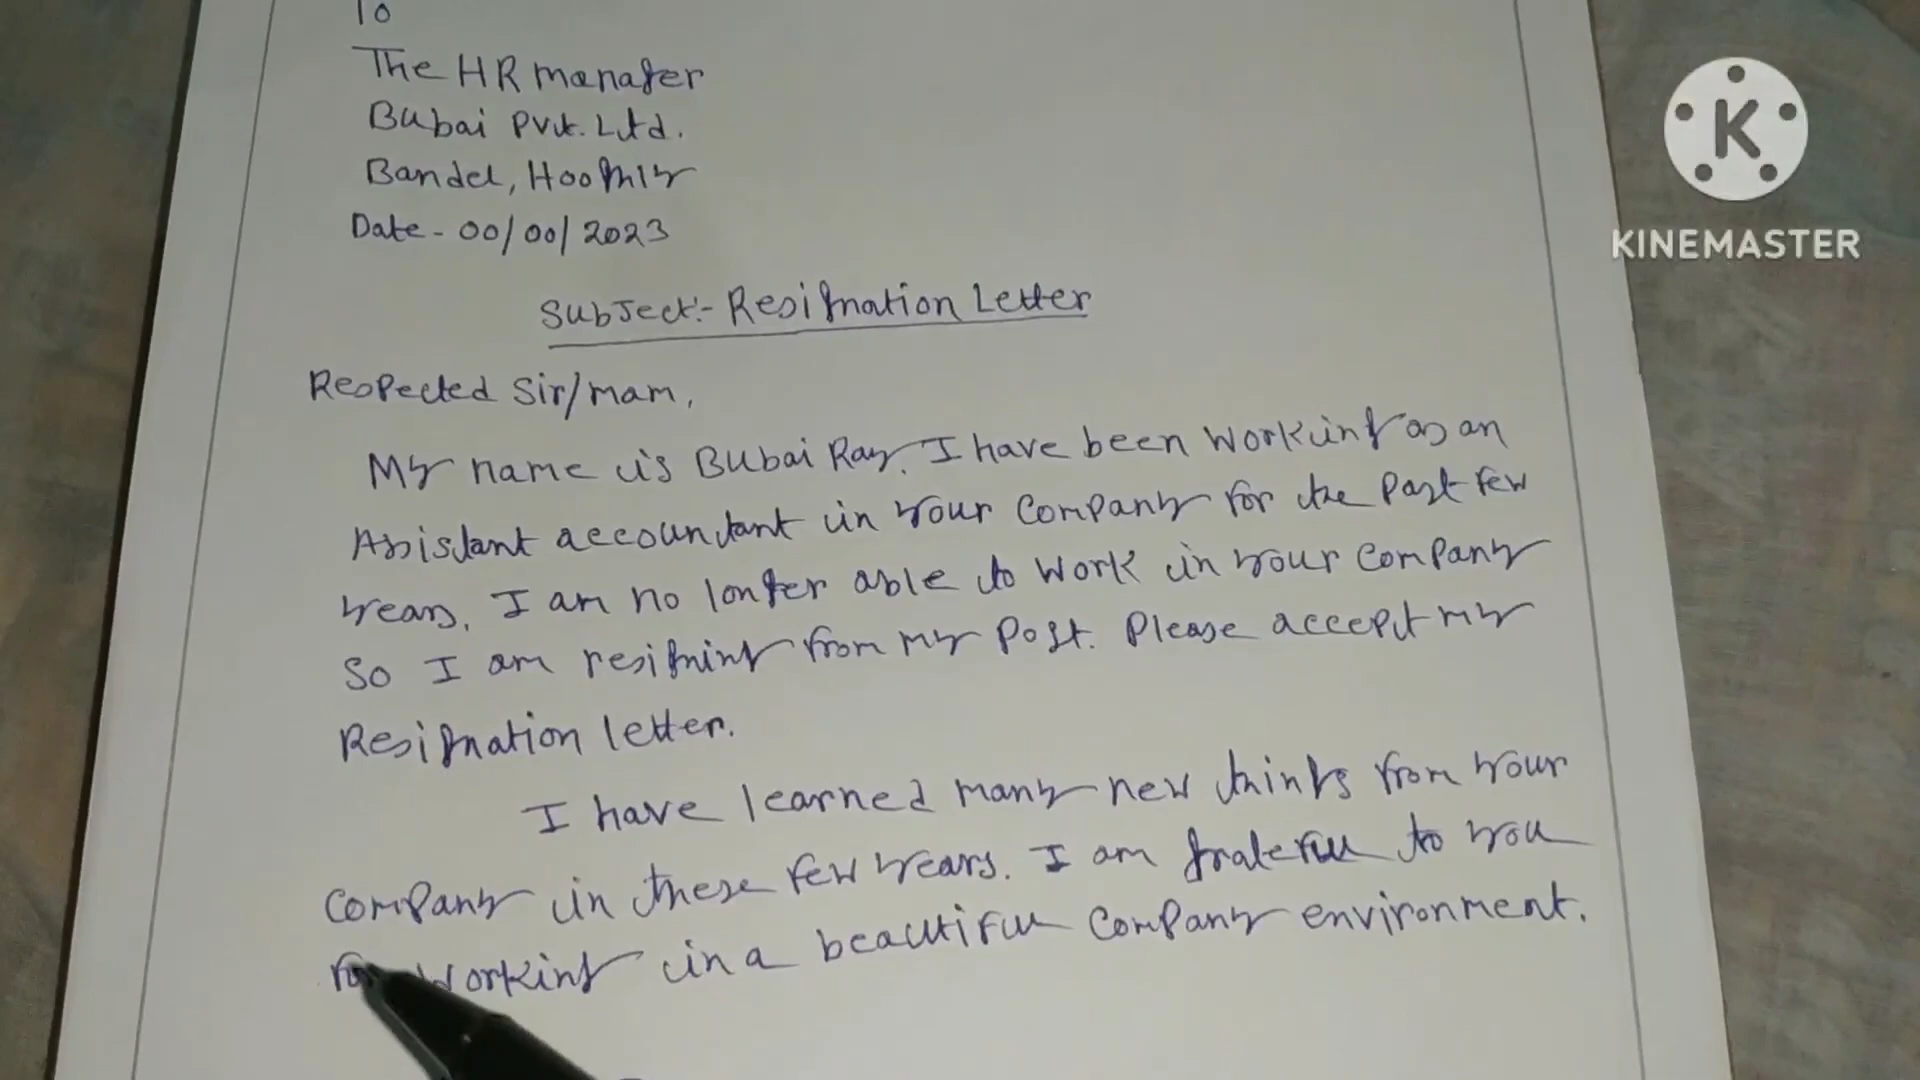 To
The HR manager
Bubai Pvt. Ltd.
Bandel, Hooghly
Date - 00/00/2023
Subject:- Resignation Letter
Respected Sir/mam,
My name is Bubai Ray. I have been working as an
Assistant accountant in your company for the past few
years. I am no longer able to work in your company
So I am resigning from my post. Please accept my
Resignation letter.
I have learned many new things from your
company in these few years. I am grateful to you
for working in a beautiful company environment.
K
KINEMASTER